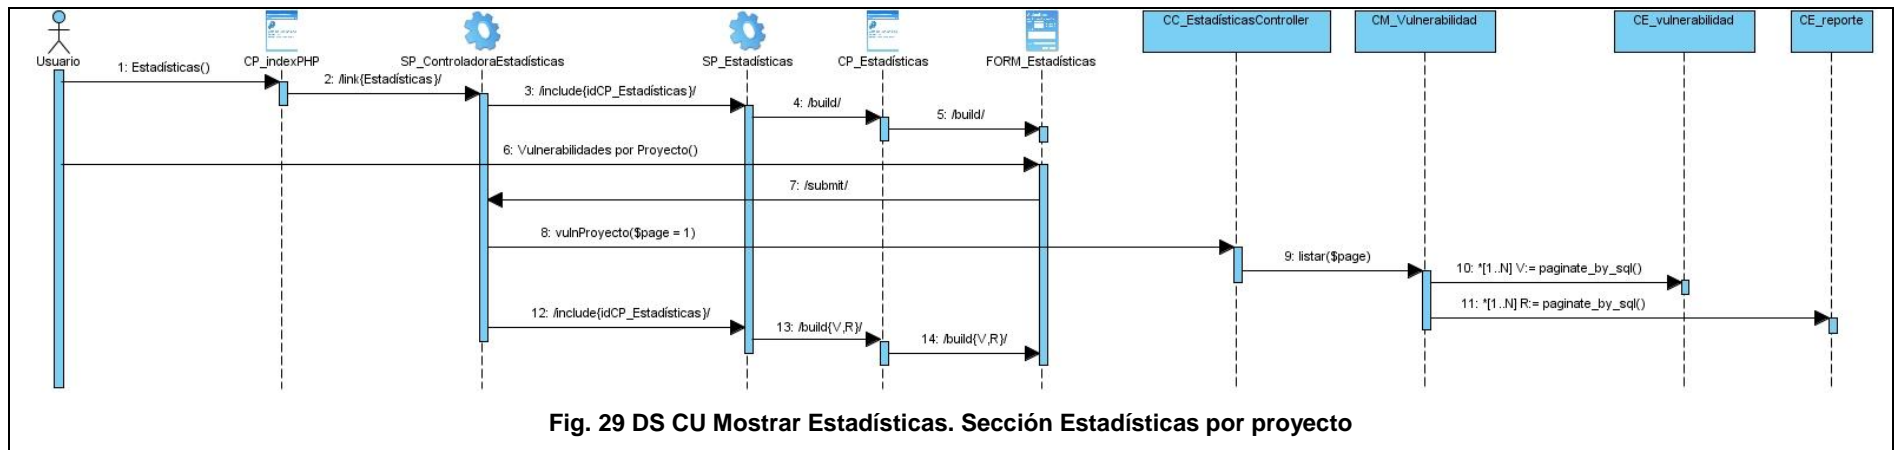 CC_EstadísticasController
CM_Vulnerabilidad
CE_vulnerabilidad
CE_reporte
Usuario
CP_indexPHP
SP_ControladoraEstadísticas
SP_Estadísticas
CP_Estadísticas
FORM_Estadísticas
1: Estadísticas()
2: /link{Estadísticas}/
3: /include{idCP_Estadísticas}/
4: /build/
5: /build/
6: Vulnerabilidades por Proyecto()
7: /submit/
8: vulnProyecto($page = 1)
9: listar($page)
10: *[1..N] V:= paginate_by_sql()
11: *[1..N] R:= paginate_by_sql()
12: /include{idCP_Estadísticas}/
13: /build{V,R}/
14: /build{V,R}/
Fig. 29 DS CU Mostrar Estadísticas. Sección Estadísticas por proyecto